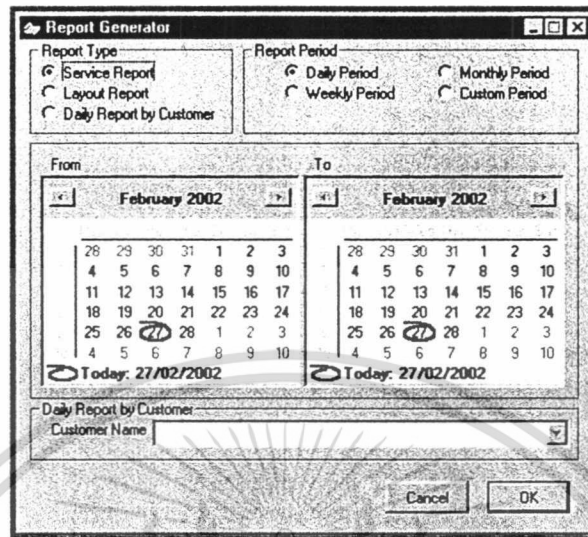 Report Generator
Report Type
Service Report
Layout Report
Daily Report by Customer
Report Period
Daily Period
Monthly Period
Weekly Period
Custom Period
From
February 2002
28 29 30 31 1 2 3
4 5 6 7 8 9 10
11 12 13 14 15 16 17
18 19 20 21 22 23 24
25 26 27 28 1 2 3
4 5 6 7 8 9 10
Today: 27/02/2002
To
February 2002
28 29 30 31 1 2 3
4 5 6 7 8 9 10
11 12 13 14 15 16 17
18 19 20 21 22 23 24
25 26 27 28 1 2 3
4 5 6 7 8 9 10
Today: 27/02/2002
Daily Report by Customer
Customer Name
Cancel
OK